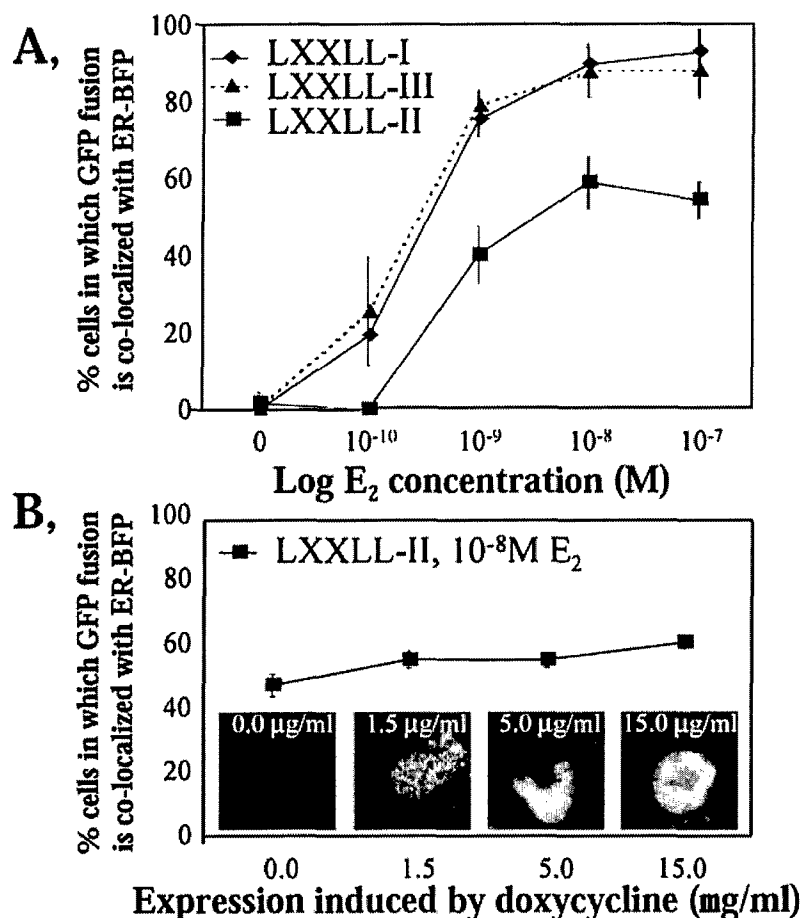 A,
% cells in which GFP fusion
is co-localized with ER-BFP
100
80
60
40
20
0
LXXLL-I
LXXLL-III
LXXLL-II
0 10⁻¹⁰ 10⁻⁹ 10⁻⁸ 10⁻⁷
Log E₂ concentration (M)
B,
% cells in which GFP fusion
is co-localized with ER-BFP
100
80
60
40
20
0
LXXLL-II, 10⁻⁸M E₂
0.0 µg/ml 1.5 µg/ml 5.0 µg/ml 15.0 µg/ml
0.0 1.5 5.0 15.0
Expression induced by doxycycline (mg/ml)